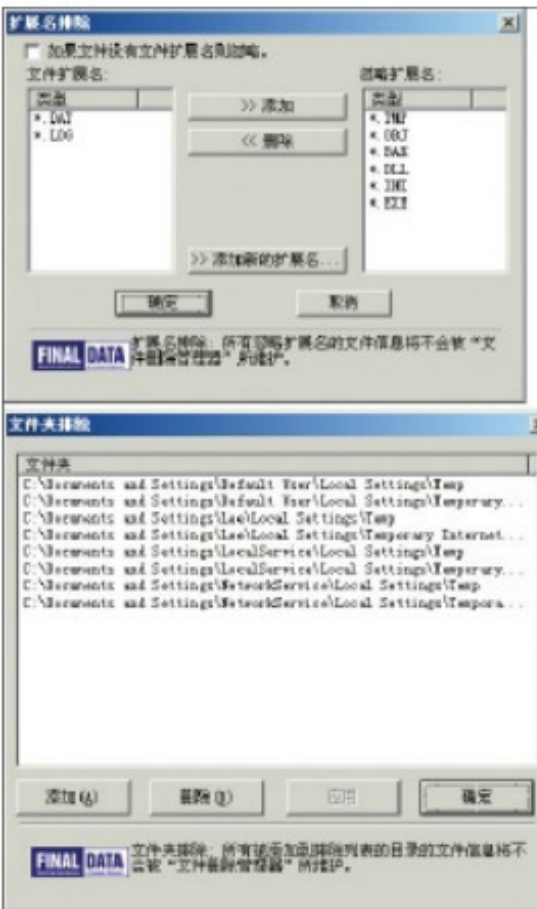 扩展名排除
如果文件没有文件扩展名则忽略。
文件扩展名:
忽略扩展名:
类型
*.DAT
*.LOG
>> 添加
<< 删除
>> 添加新的扩展名...
类型
*.TMP
*.OBJ
*.BAK
*.DLL
*.INI
*.EXE
确定
取消
FINAL DATA
扩展名排除: 所有忽略扩展名的文件信息将不会被“文
件删除管理器”所维护。
文件夹排除
文件夹
C:\Documents and Settings\Default User\Local Settings\Temp
C:\Documents and Settings\Default User\Local Settings\Temporary...
C:\Documents and Settings\Lee\Local Settings\Temp
C:\Documents and Settings\Lee\Local Settings\Temporary Internet...
C:\Documents and Settings\LocalService\Local Settings\Temp
C:\Documents and Settings\LocalService\Local Settings\Temporary...
C:\Documents and Settings\NetworkService\Local Settings\Temp
C:\Documents and Settings\NetworkService\Local Settings\Tempora...
添加(A)
删除(D)
应用
确定
FINAL DATA
文件夹排除: 所有被添加到排除列表的目录的文件信息将不
会被“文件删除管理器”所维护。